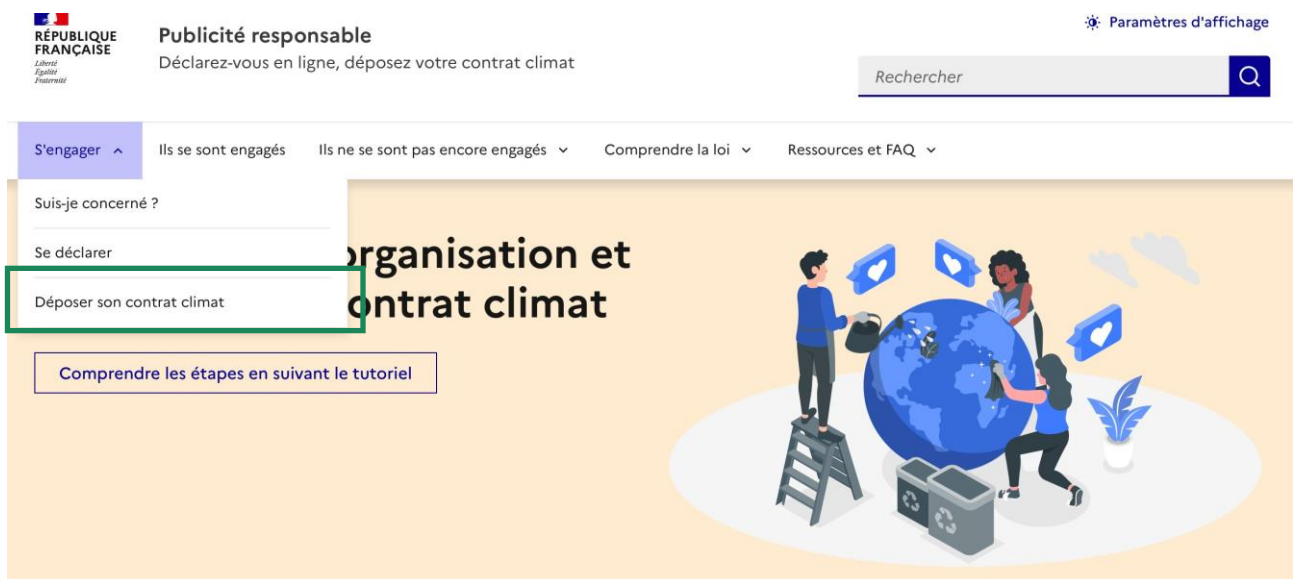 RÉPUBLIQUE
FRANÇAISE
Liberté
Égalité
Fraternité
Publicité responsable
Déclarez-vous en ligne, déposez votre contrat climat
Paramètres d'affichage
Rechercher
S'engager
Ils se sont engagés
Ils ne se sont pas encore engagés
Comprendre la loi
Ressources et FAQ
Suis-je concerné ?
Se déclarer
Déposer son contrat climat
organisation et
contrat climat
Comprendre les étapes en suivant le tutoriel